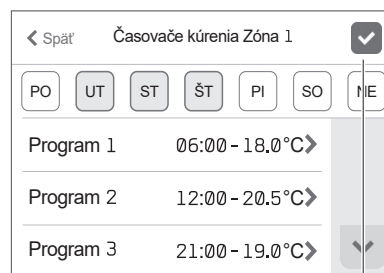 Späť Časovače kúrenia Zóna 1
PO UT ST ŠT PI SO NE
Program 1 06:00-18.0°C
Program 2 12:00-20.5°C
Program 3 21:00-19.0°C